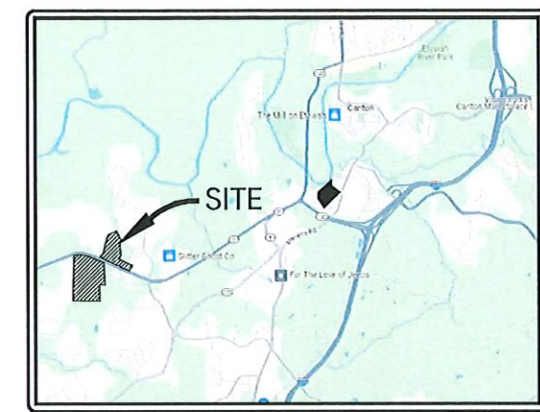 Etowah
River Park
The Mill on Etowah
Canton
Canton Marketplace
SITE
Glitter Ghost Co
For The Love of Jesus